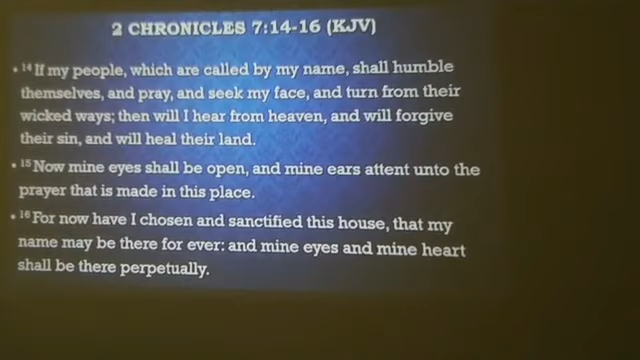 2 CHRONICLES 7:14-16 (KJV)
• 14 If my people, which are called by my name, shall humble
themselves, and pray, and seek my face, and turn from their
wicked ways; then will I hear from heaven, and will forgive
their sin, and will heal their land.
• 15 Now mine eyes shall be open, and mine ears attent unto the
prayer that is made in this place.
• 16 For now have I chosen and sanctified this house, that my
name may be there for ever: and mine eyes and mine heart
shall be there perpetually.